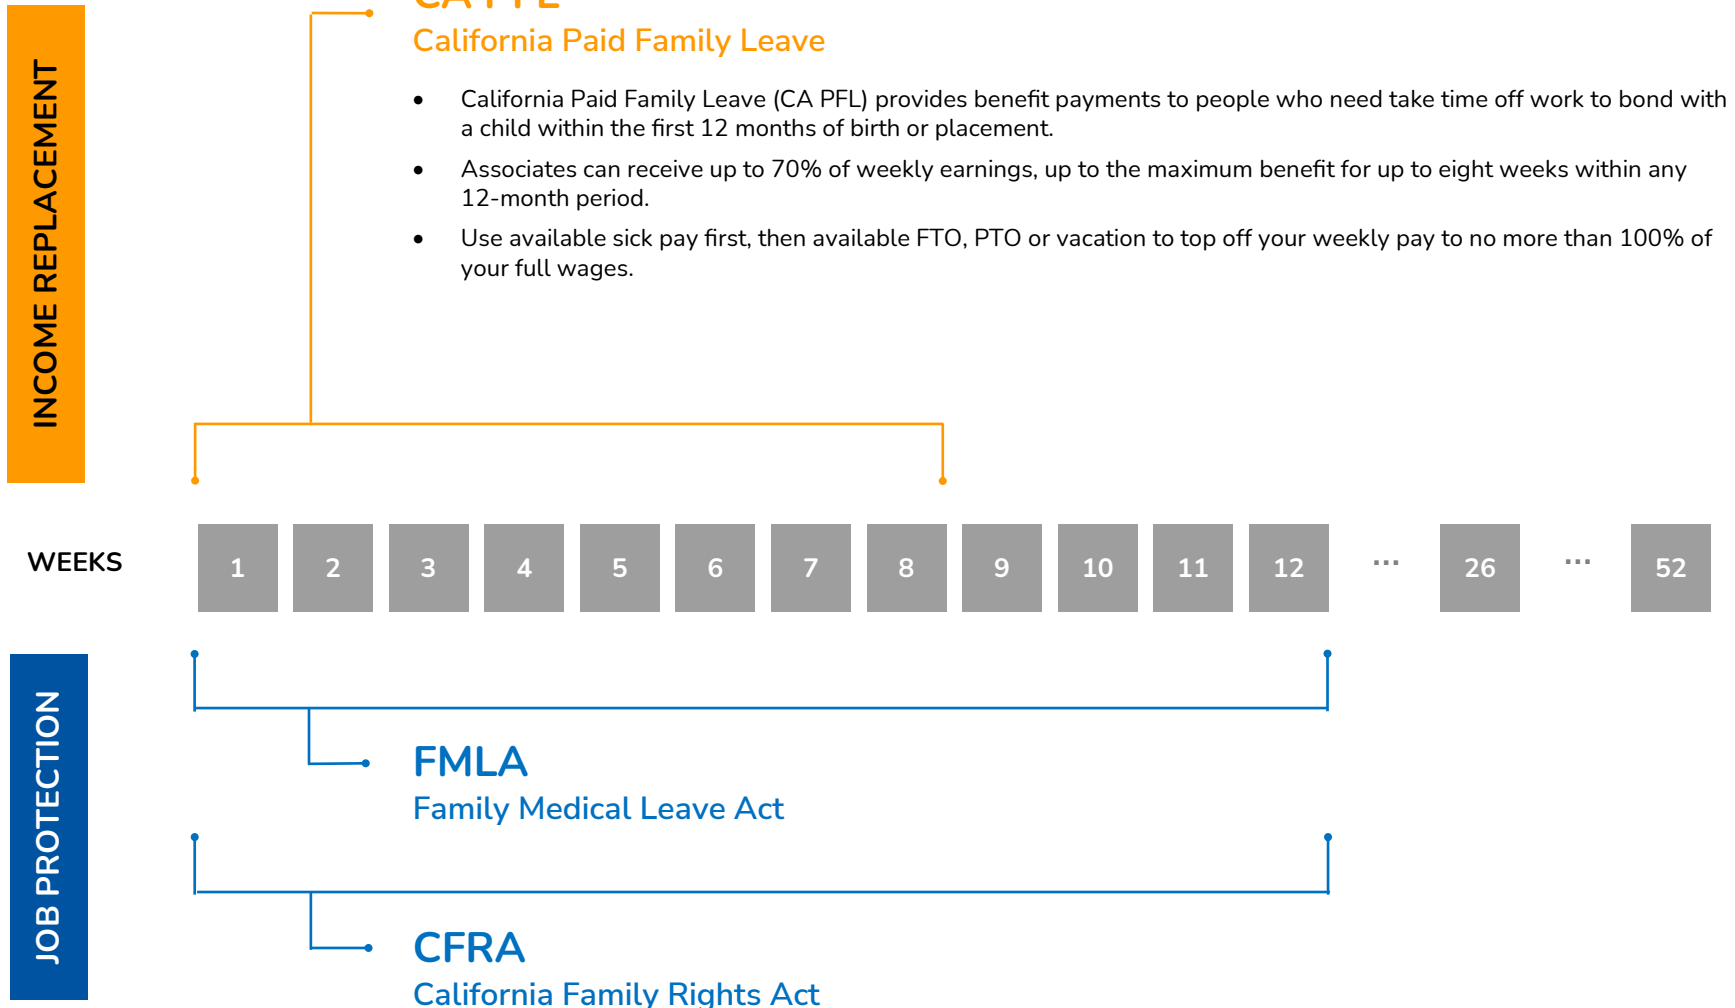 CA PFL
California Paid Family Leave
• California Paid Family Leave (CA PFL) provides benefit payments to people who need take time off work to bond with
a child within the first 12 months of birth or placement.
• Associates can receive up to 70% of weekly earnings, up to the maximum benefit for up to eight weeks within any
12-month period.
• Use available sick pay first, then available FTO, PTO or vacation to top off your weekly pay to no more than 100% of
your full wages.
INCOME REPLACEMENT
WEEKS
1 2 3 4 5 6 7 8 9 10 11 12 ... 26 ... 52
JOB PROTECTION
FMLA
Family Medical Leave Act
CFRA
California Family Rights Act